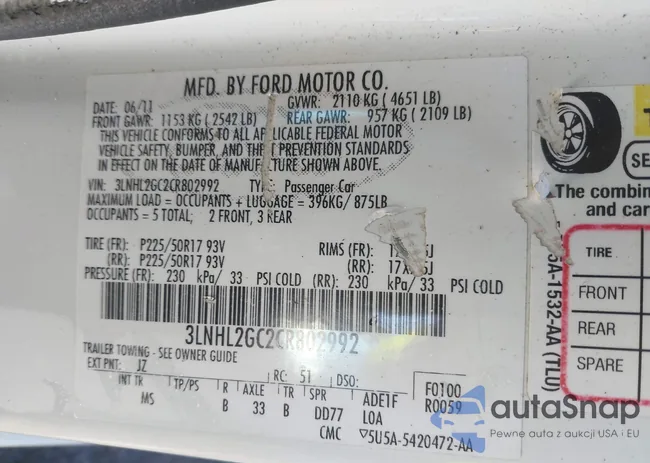 MFD. BY FORD MOTOR CO.
DATE: 06/11 GVWR: 2110 KG (4651 LB)
FRONT GAWR: 1153 KG (2542 LB) REAR GAWR: 957 KG (2109 LB)
THIS VEHICLE CONFORMS TO ALL APPLICABLE FEDERAL MOTOR
VEHICLE SAFETY, BUMPER, AND THEFT PREVENTION STANDARDS
IN EFFECT ON THE DATE OF MANUFACTURE SHOWN ABOVE.
VIN: 3LNHL2GC2CR802992 TYPE: Passenger Car
MAXIMUM LOAD = OCCUPANTS + LUGGAGE = 396KG/ 875LB
OCCUPANTS = 5 TOTAL; 2 FRONT, 3 REAR
TIRE (FR): P225/50R17 93V RIMS (FR):
(RR): P225/50R17 93V (RR):
PRESSURE (FR): 230 kPa/ 33 PSI COLD (RR): 230 kPa/ 33 PSI COLD
3LNHL2GC2CR802992
TRAILER TOWING - SEE OWNER GUIDE
EXT PNT: JZ RC: 51 DSO:
INT TR TP/PS R AXLE TR SPR ADE1F F0100
MS B 33 B DD77 LOA R0059
CMC 5U5A-5420472-AA
The combin
and car
TIRE
FRONT
REAR
SPARE
5A-1532-AA (TLU)
autoSnap
Pewne auta z aukcji USA i EU